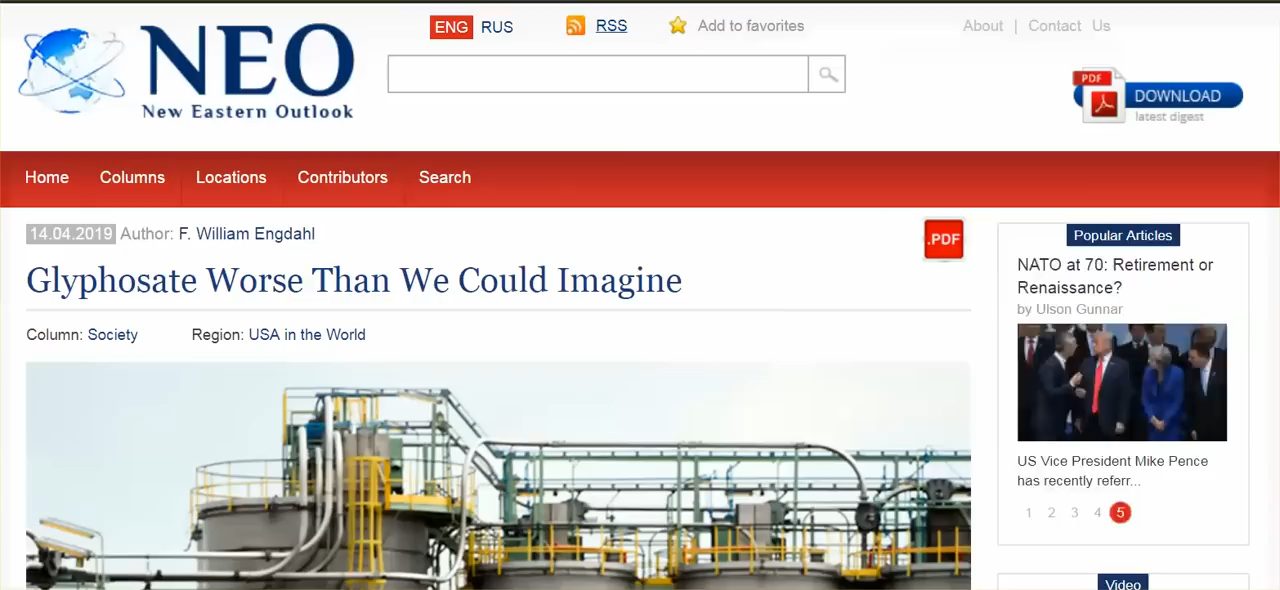 NEO
New Eastern Outlook
ENG RUS RSS Add to favorites About | Contact Us
PDF
DOWNLOAD
latest digest
Home Columns Locations Contributors Search
14.04.2019 Author: F. William Engdahl
.PDF
Glyphosate Worse Than We Could Imagine
Column: Society Region: USA in the World
Popular Articles
NATO at 70: Retirement or
Renaissance?
by Ulson Gunnar
US Vice President Mike Pence
has recently referr...
1 2 3 4 5
Video